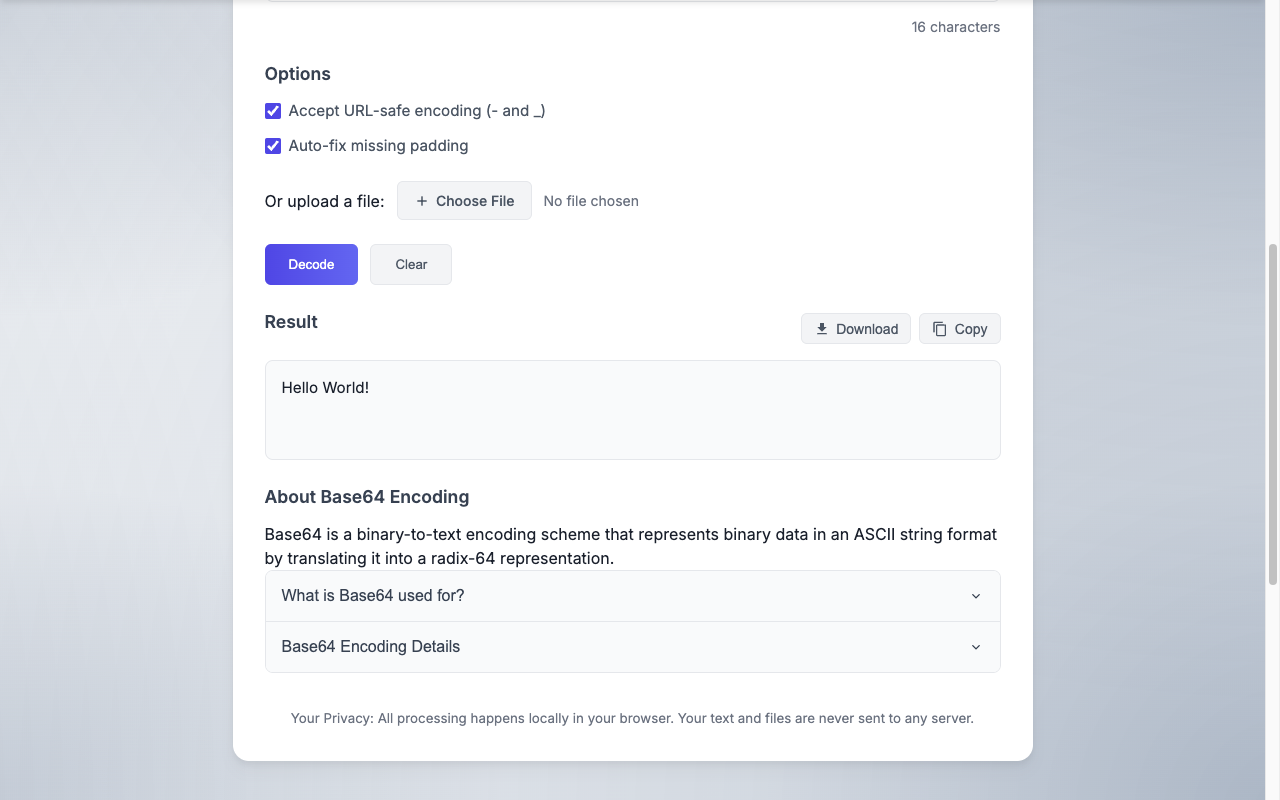 16 characters
Options
Accept URL-safe encoding (- and _)
Auto-fix missing padding
Or upload a file: + Choose File No file chosen
Decode Clear
Result Download Copy
Hello World!
About Base64 Encoding
Base64 is a binary-to-text encoding scheme that represents binary data in an ASCII string format
by translating it into a radix-64 representation.
What is Base64 used for?
Base64 Encoding Details
Your Privacy: All processing happens locally in your browser. Your text and files are never sent to any server.